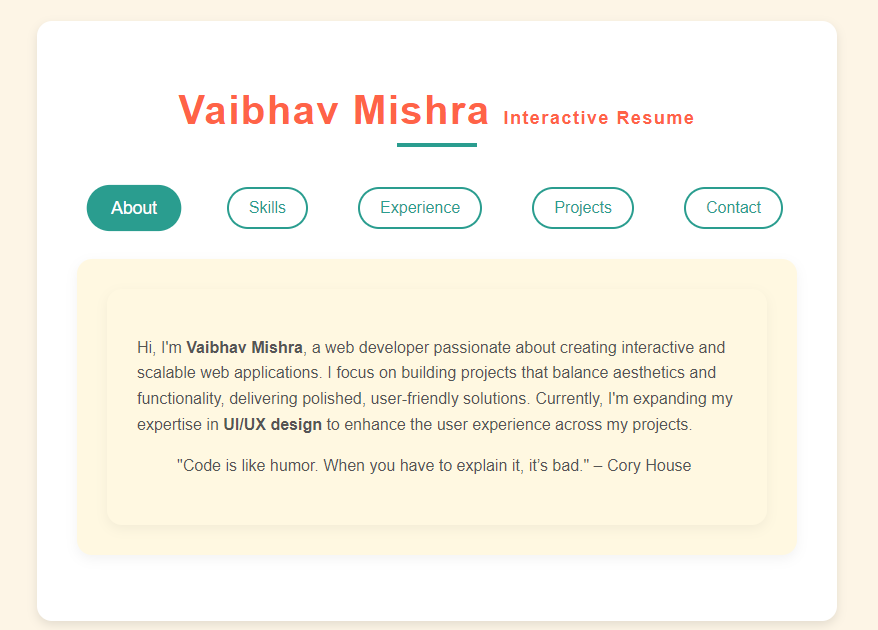 Vaibhav Mishra Interactive Resume
About Skills Experience Projects Contact
Hi, I'm Vaibhav Mishra, a web developer passionate about creating interactive and
scalable web applications. I focus on building projects that balance aesthetics and
functionality, delivering polished, user-friendly solutions. Currently, I'm expanding my
expertise in UI/UX design to enhance the user experience across my projects.
"Code is like humor. When you have to explain it, it’s bad." – Cory House